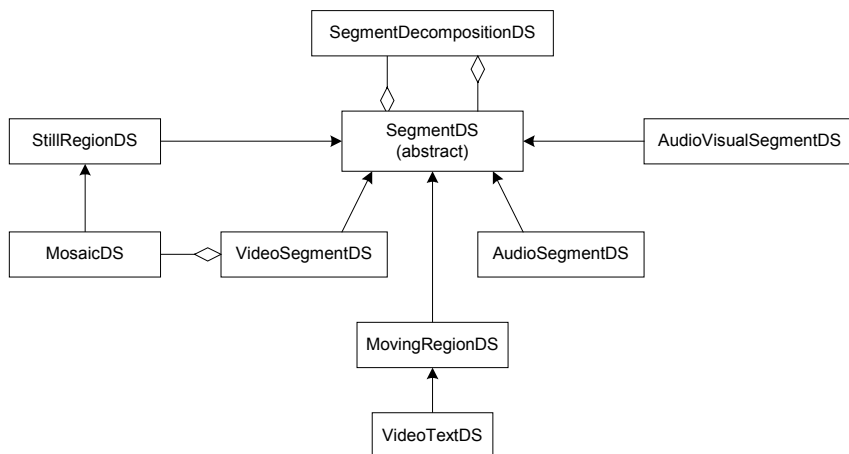 SegmentDecompositionDS
StillRegionDS
SegmentDS
(abstract)
AudioVisualSegmentDS
MosaicDS
VideoSegmentDS
AudioSegmentDS
MovingRegionDS
VideoTextDS